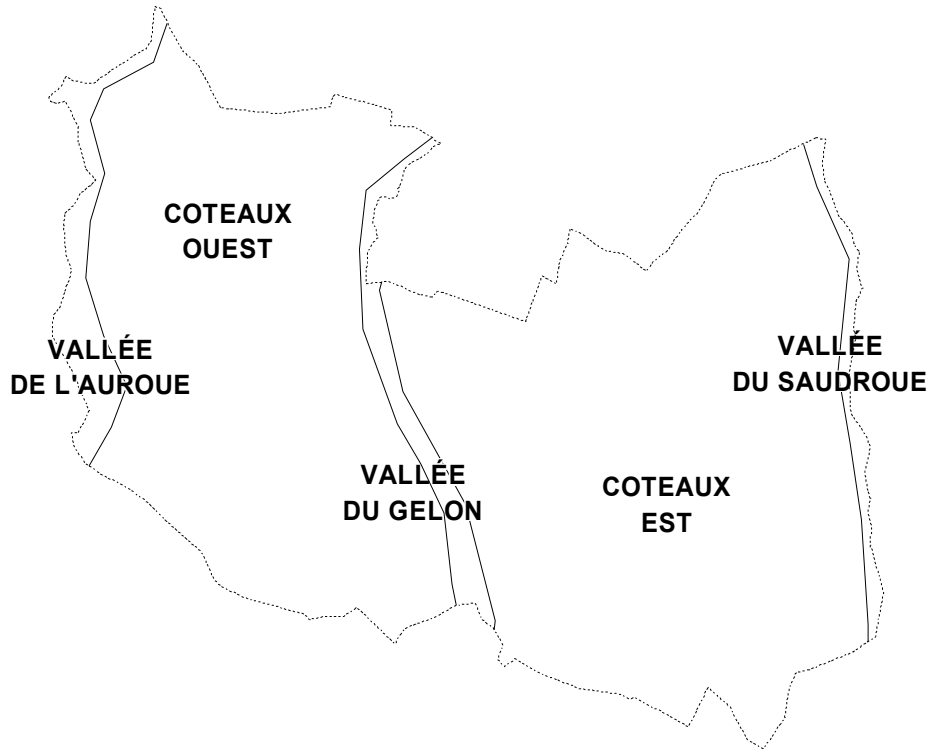 COTEAUX
OUEST
VALLÉE
DE L'AUROUE
VALLÉE
DU SAUDROUE
VALLÉE
DU GELON
COTEAUX
EST